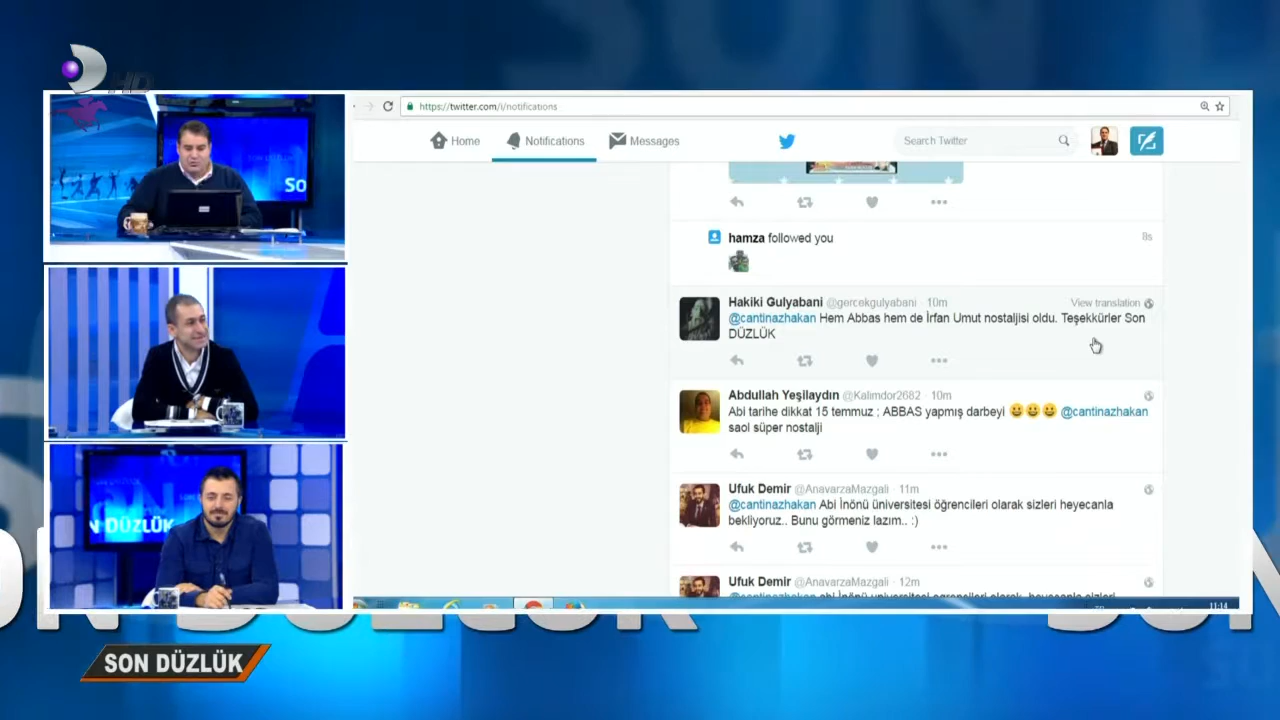 HD
So
N DÜZLÜK
https://twitter.com/i/notifications
Home
Notifications
Messages
Search Twitter
hamza followed you
8s
Hakiki Gulyabani @gercekgulyabani · 10m
View translation
@cantinazhakan Hem Abbas hem de İrfan Umut nostaljisi oldu. Teşekkürler Son
DÜZLÜK
Abdullah Yeşilaydın @Kalimdor2682 · 10m
Abi tarihe dikkat 15 temmuz ; ABBAS yapmış darbeyi 😀😀😀 @cantinazhakan
saol süper nostalji
Ufuk Demir @AnavarzaMazgali · 11m
@cantinazhakan Abi İnönü üniversitesi öğrencileri olarak sizleri heyecanla
bekliyoruz.. Bunu görmeniz lazım.. :)
Ufuk Demir @AnavarzaMazgali · 12m
11:14
SON DÜZLÜK